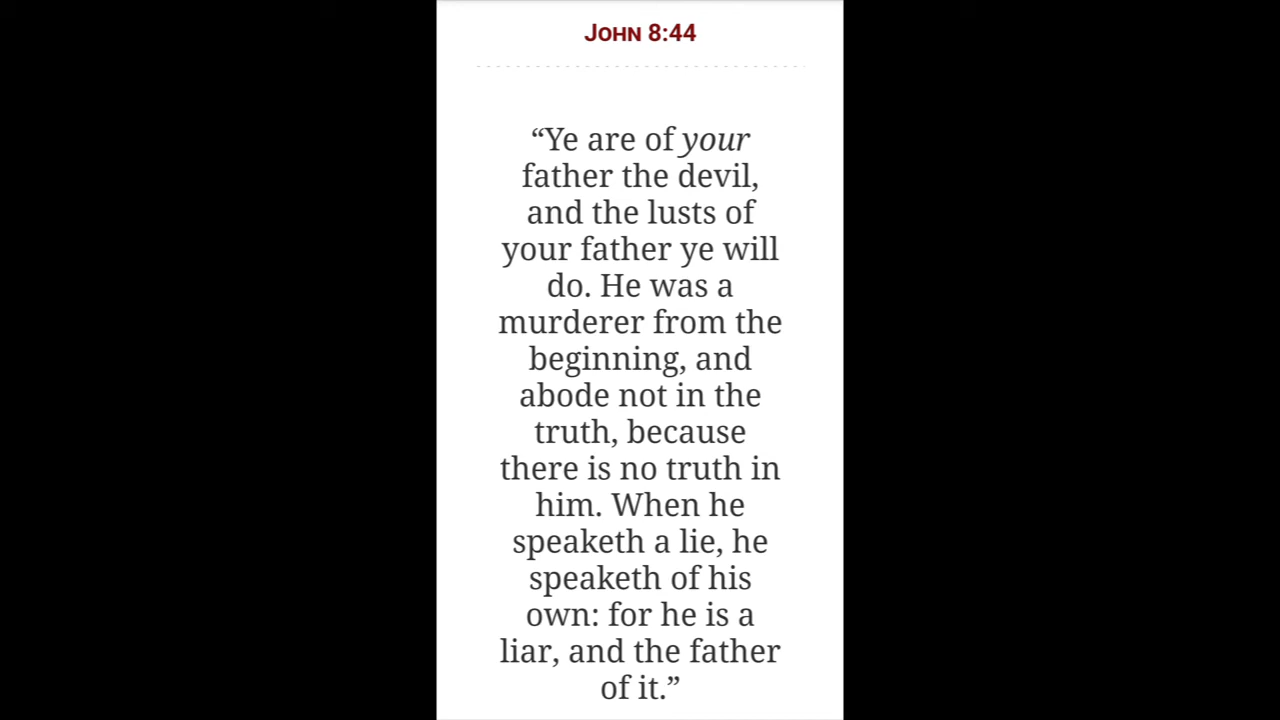 John 8:44
“Ye are of your
father the devil,
and the lusts of
your father ye will
do. He was a
murderer from the
beginning, and
abode not in the
truth, because
there is no truth in
him. When he
speaketh a lie, he
speaketh of his
own: for he is a
liar, and the father
of it.”